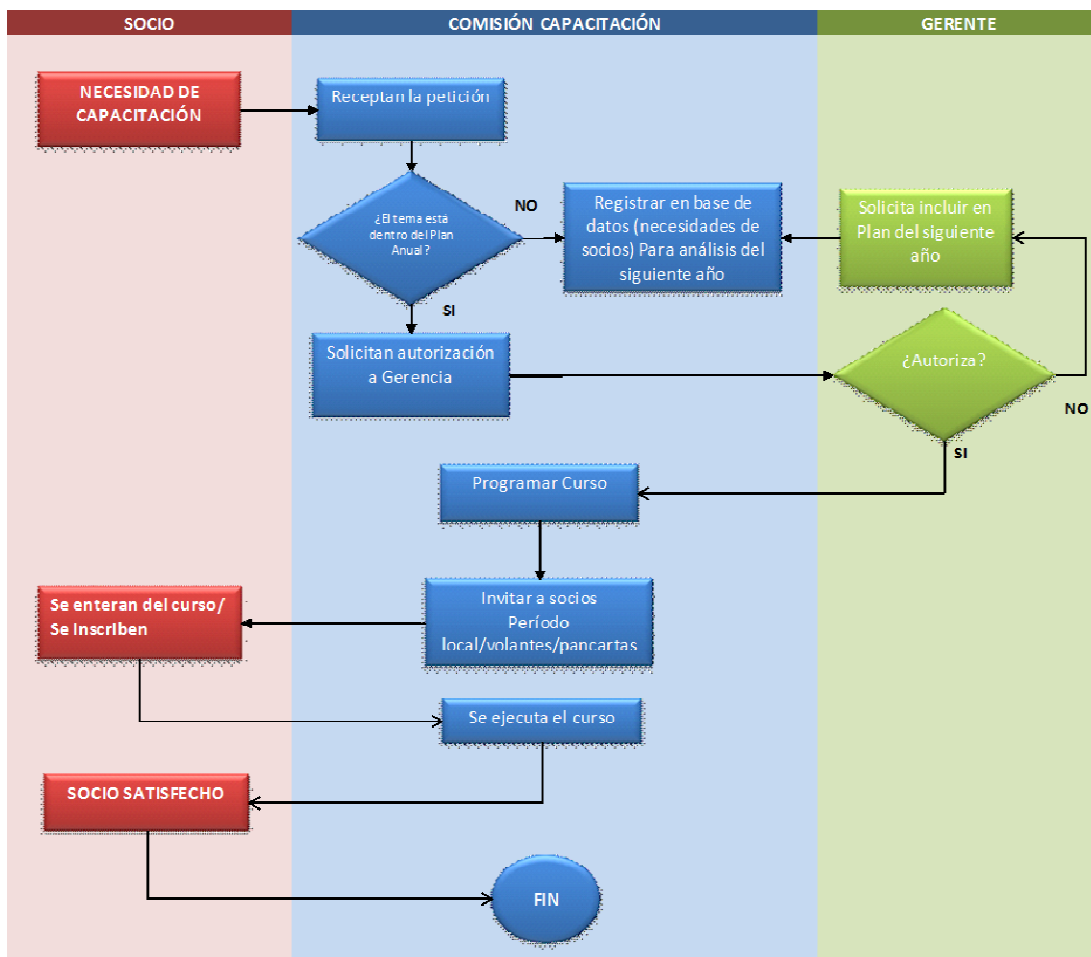 SOCIO
COMISIÓN CAPACITACIÓN
GERENTE
NECESIDAD DE
CAPACITACIÓN
Receptan la petición
¿El tema está
dentro del Plan
Anual?
NO
Registrar en base de
datos (necesidades de
socios) Para análisis del
siguiente año
Solicita incluir en
Plan del siguiente
año
SI
Solicitan autorización
a Gerencia
¿Autoriza?
NO
SI
Programar Curso
Invitar a socios
Período
local/volantes/pancartas
Se enteran del curso/
Se Inscriben
Se ejecuta el curso
SOCIO SATISFECHO
FIN